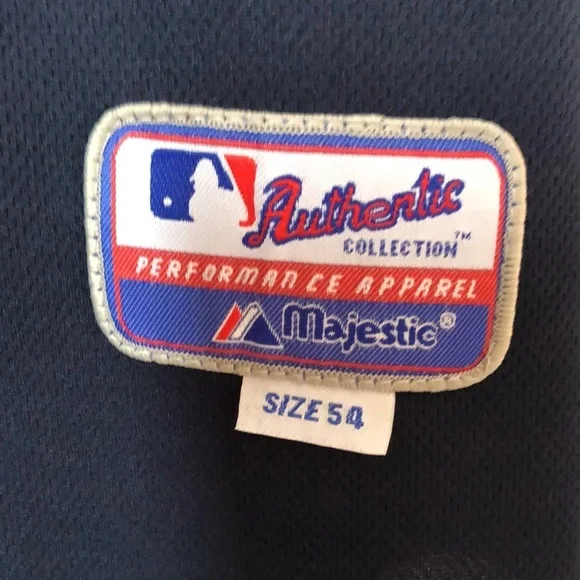 Authentic
COLLECTION™
PERFORMANCE APPAREL
Majestic®
SIZE 54